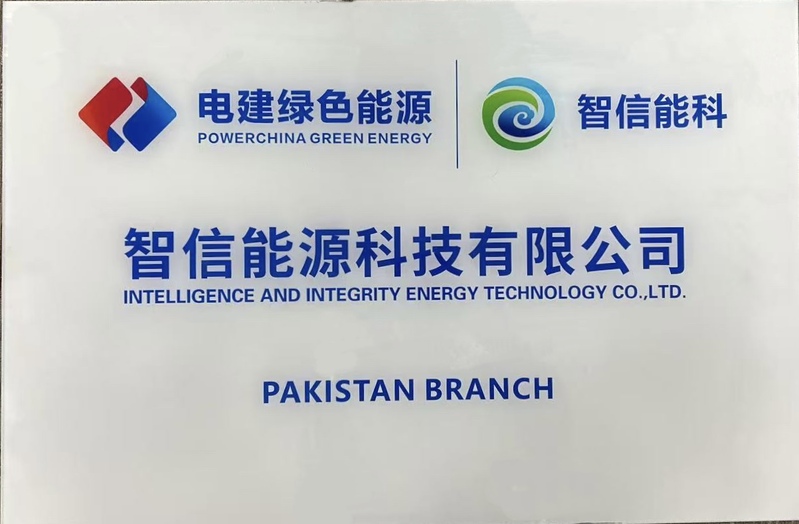 电建绿色能源
POWERCHINA GREEN ENERGY
智信能科
智信能源科技有限公司
INTELLIGENCE AND INTEGRITY ENERGY TECHNOLOGY CO.,LTD.
PAKISTAN BRANCH